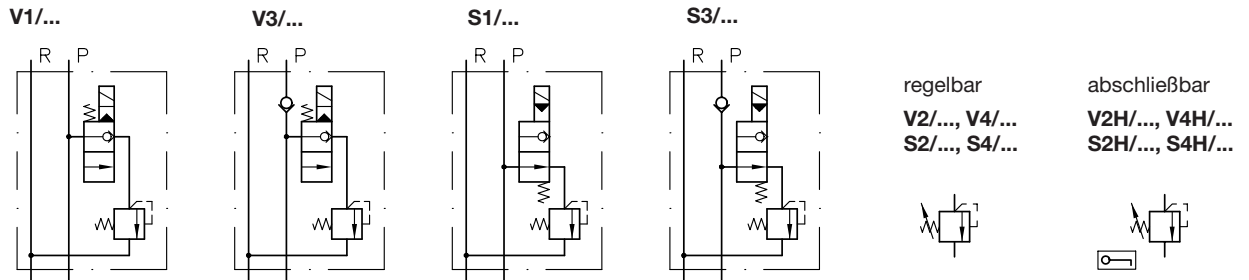 V1/... V3/... S1/... S3/...
R P R P R P R P
regelbar abschließbar
V2/..., V4/... V2H/..., V4H/...
S2/..., S4/... S2H/..., S4H/...